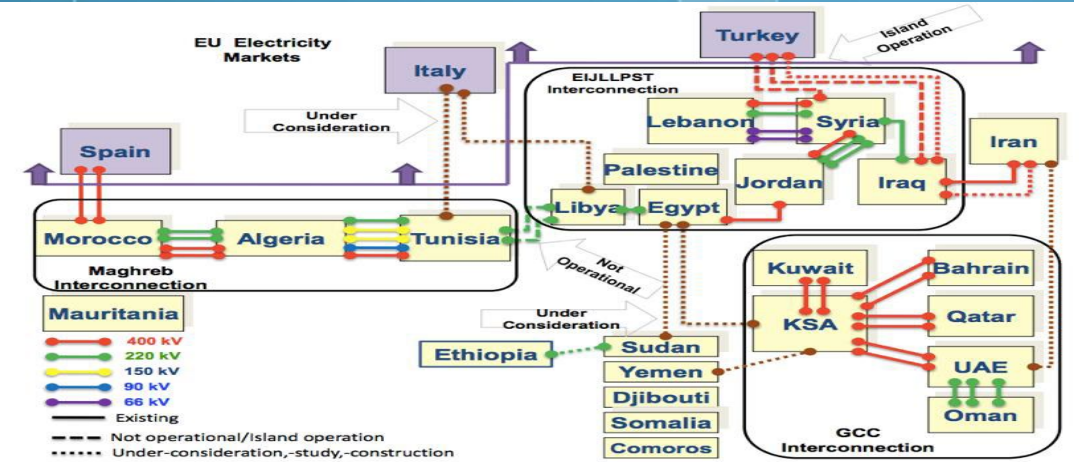 EU Electricity
Markets
Italy
Turkey
Island
Operation
EIJLLPST
Interconnection
Under
Consideration
Spain
Lebanon
Syria
Iran
Palestine
Jordan
Iraq
Libya
Egypt
Morocco
Algeria
Tunisia
Maghreb
Interconnection
Not
Operational
Kuwait
Bahrain
Mauritania
Under
Consideration
KSA
Qatar
400 kV
220 kV
150 kV
90 kV
66 kV
Existing
Not operational/Island operation
Under-consideration,-study,-construction
Ethiopia
Sudan
Yemen
Djibouti
Somalia
Comoros
UAE
Oman
GCC
Interconnection